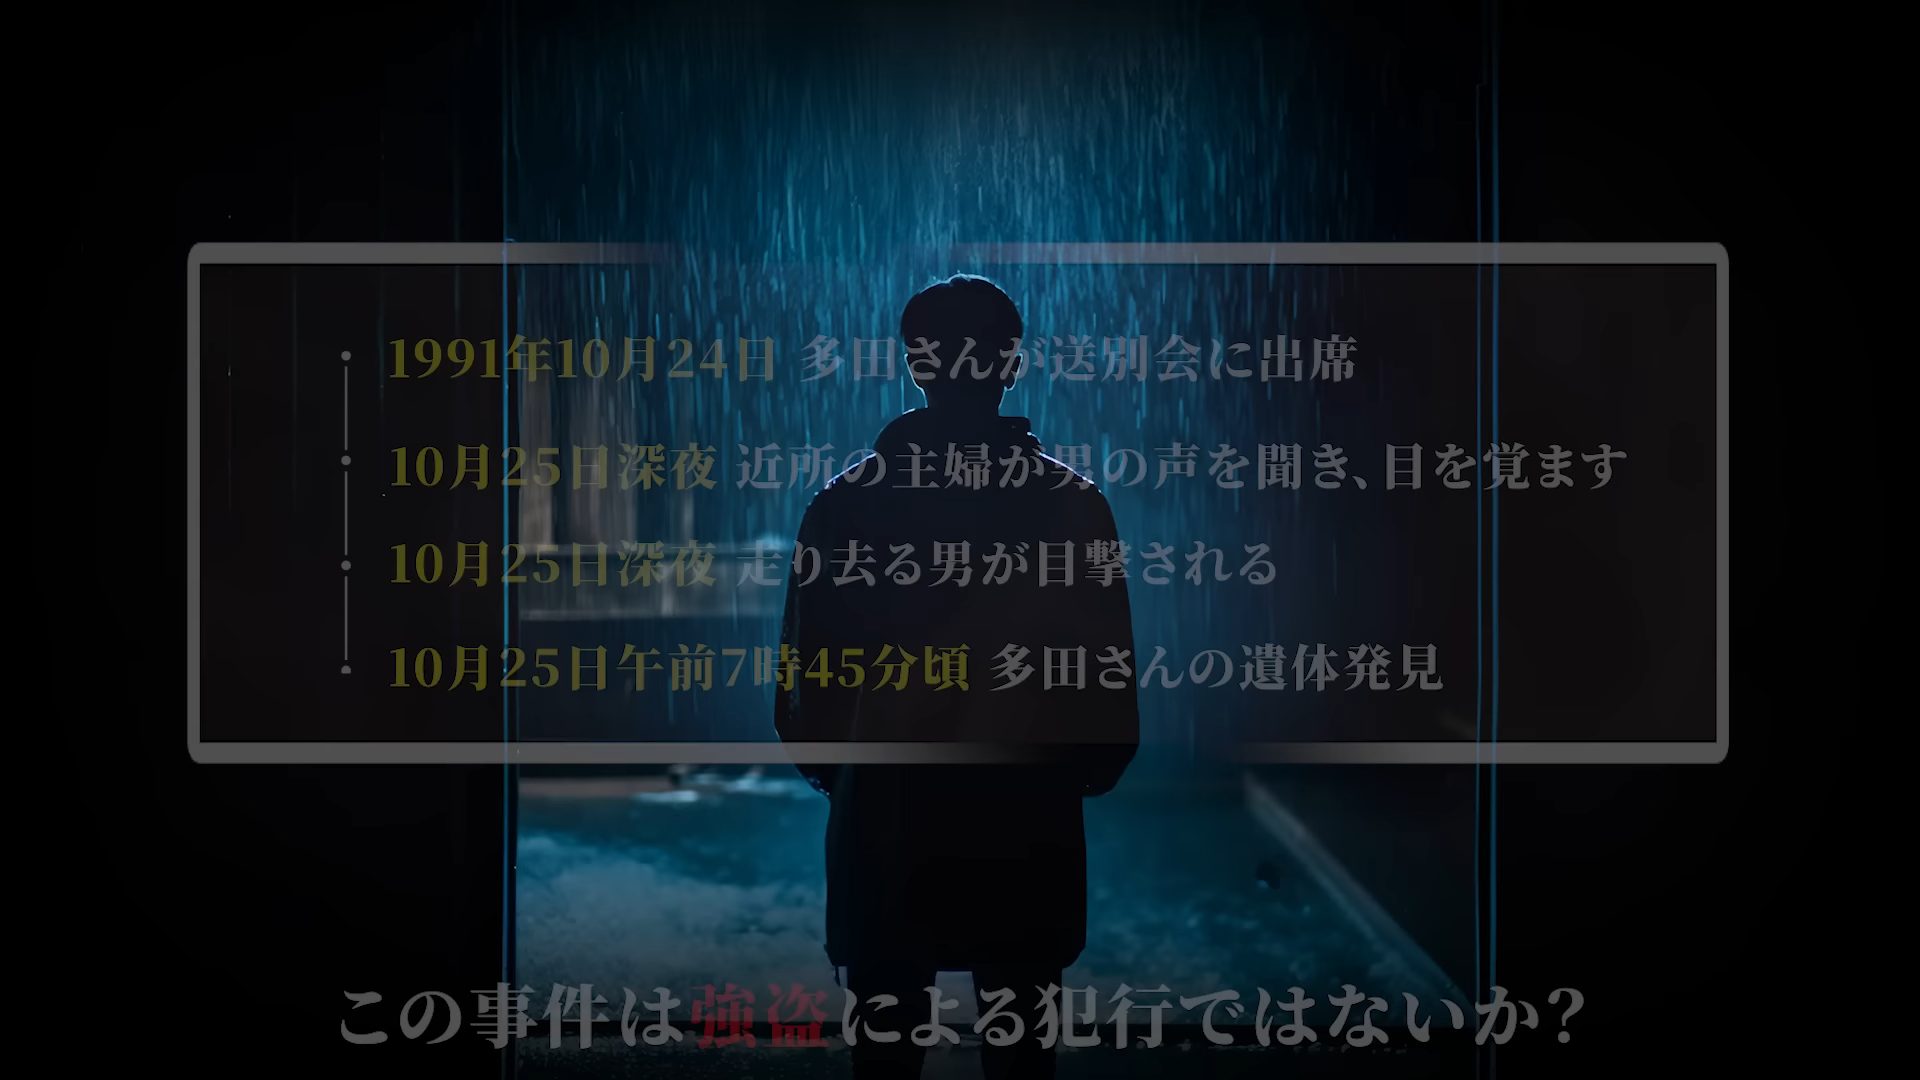 1991年10月24日 多田さんが送別会に出席
10月25日深夜 近所の主婦が男の声を聞き、目を覚ます
10月25日深夜 走り去る男が目撃される
10月25日午前7時45分頃 多田さんの遺体発見
この事件は強盗による犯行ではないか?